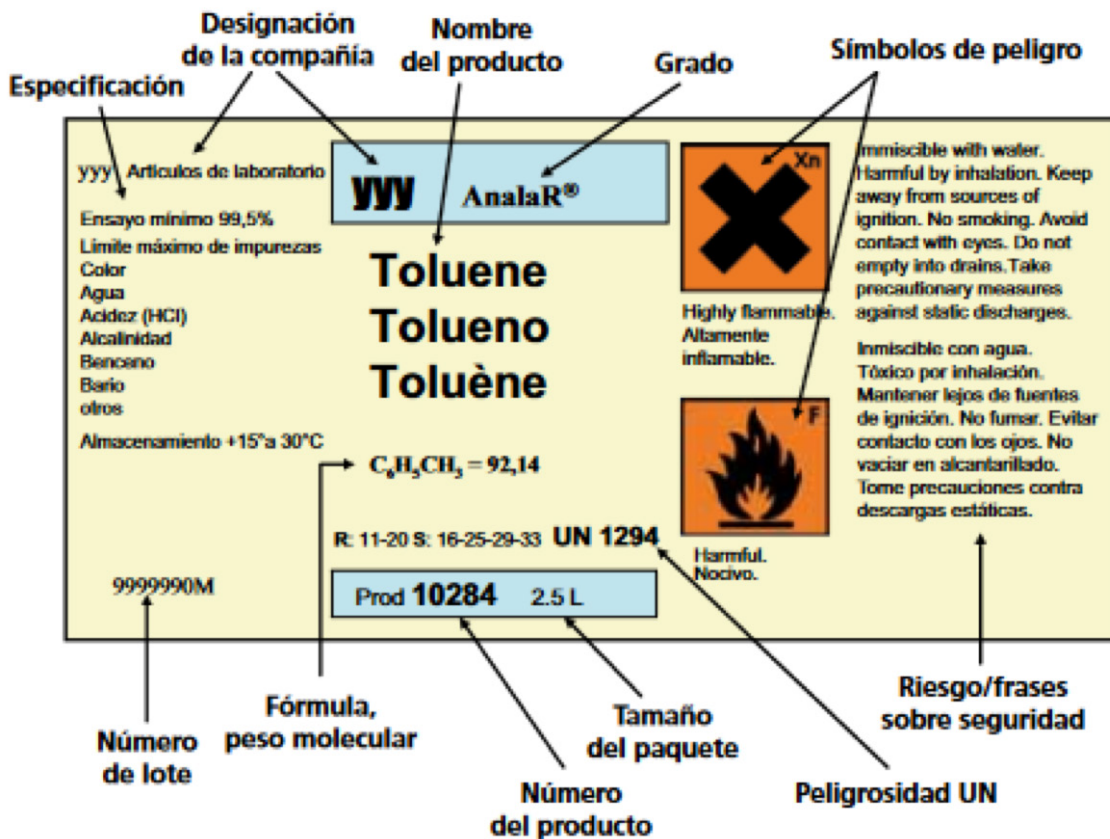 Designación
de la compañía
Nombre
del producto
Símbolos de peligro
Grado
Especificación
yyy Artículos de laboratorio
Ensayo mínimo 99,5%
Límite máximo de impurezas
Color
Agua
Acidez (HCl)
Alcalinidad
Benceno
Bario
otros
Almacenamiento +15°a 30°C
9999990M
yyy AnalaR®
Toluene
Tolueno
Toluène
C₆H₅CH₃ = 92,14
R: 11-20 S: 16-25-29-33 UN 1294
Prod 10284 2.5 L
Xn
Highly flammable.
Altamente
inflamable.
F
Harmful.
Nocivo.
Immiscible with water.
Harmful by inhalation. Keep
away from sources of
ignition. No smoking. Avoid
contact with eyes. Do not
empty into drains. Take
precautionary measures
against static discharges.
Inmiscible con agua.
Tóxico por inhalación.
Mantener lejos de fuentes
de ignición. No fumar. Evitar
contacto con los ojos. No
vaciar en alcantarillado.
Tome precauciones contra
descargas estáticas.
Número
de lote
Fórmula,
peso molecular
Número
del producto
Tamaño
del paquete
Peligrosidad UN
Riesgo/frases
sobre seguridad